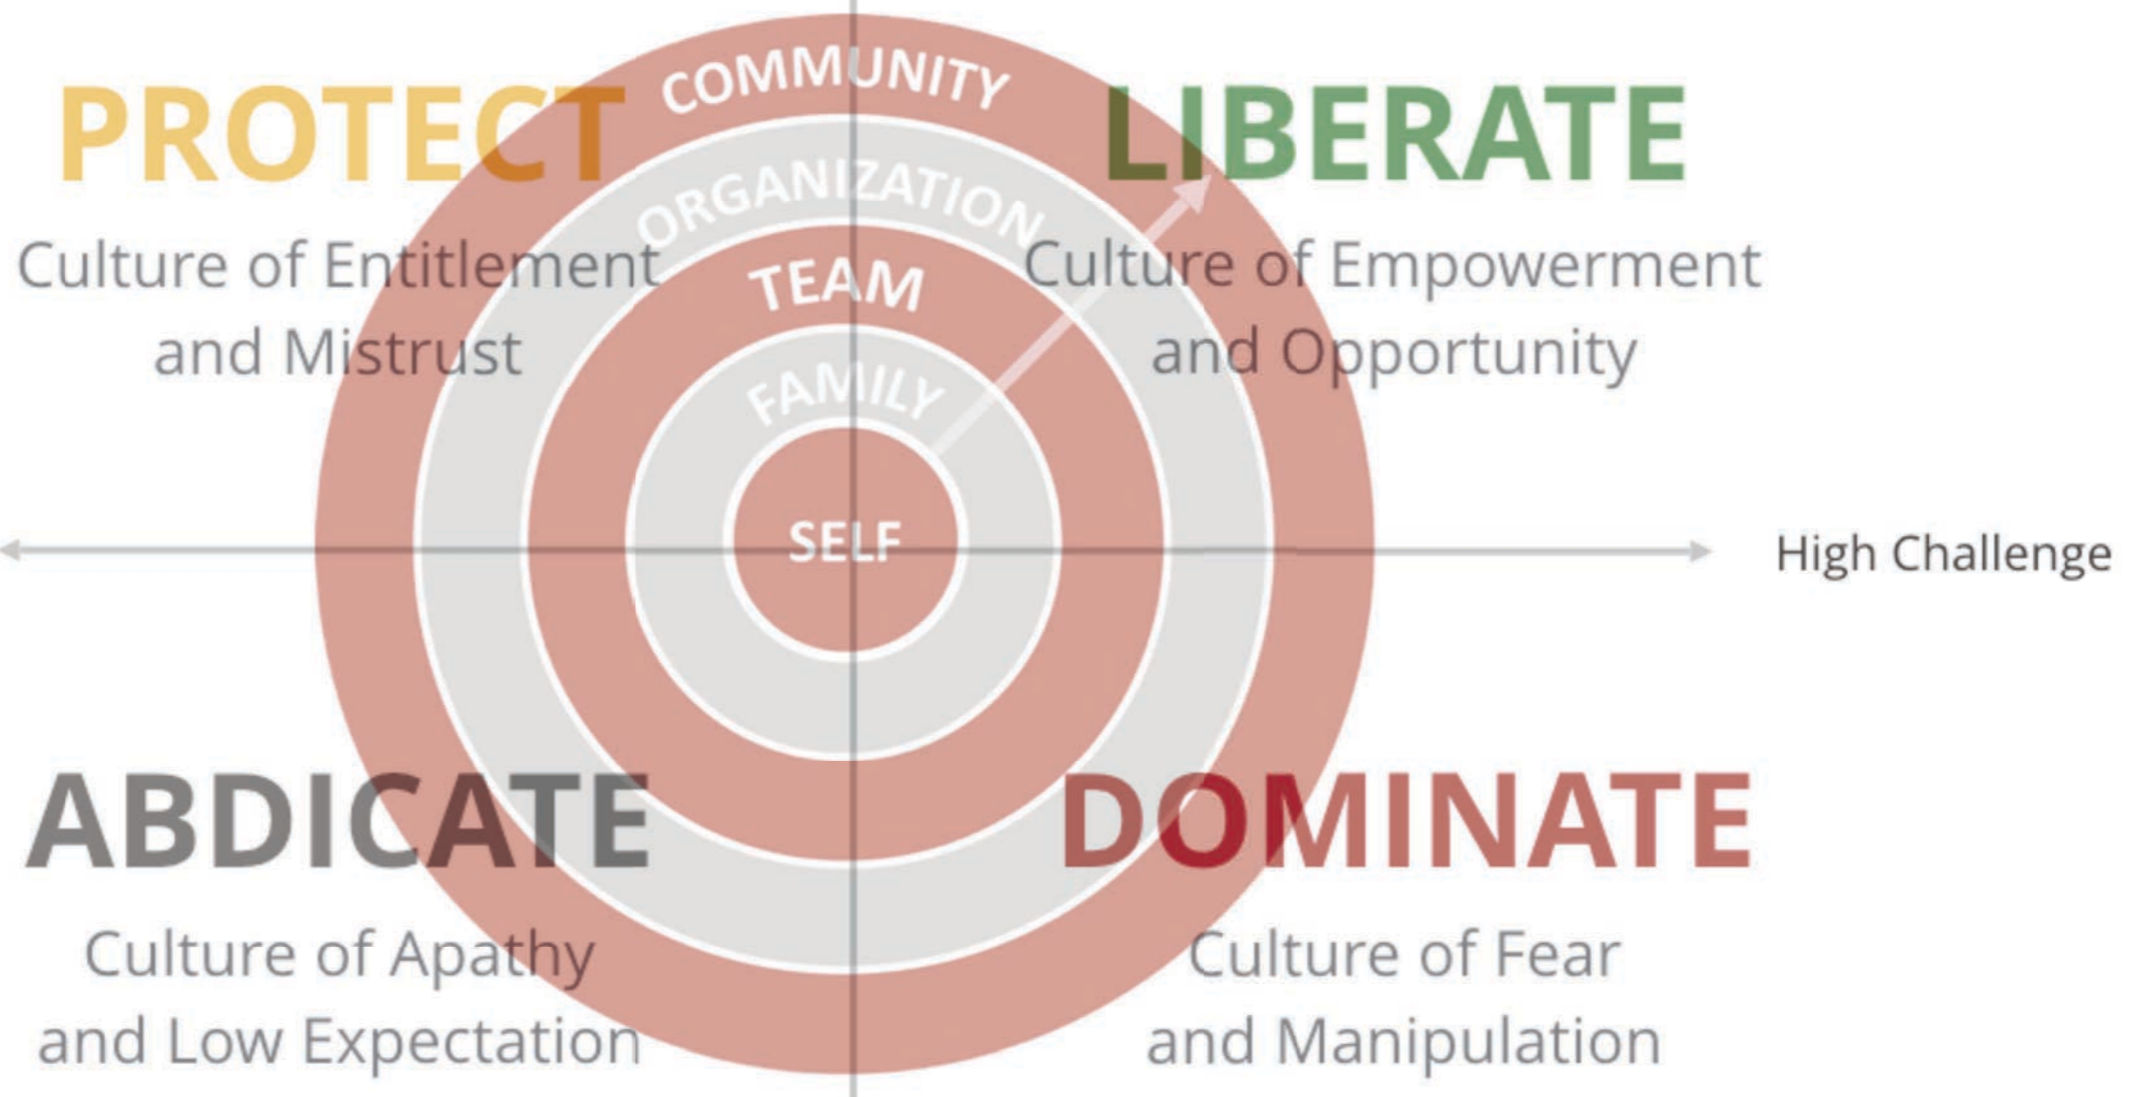 COMMUNITY
PROTECT
LIBERATE
ORGANIZATION
Culture of Entitlement
and Mistrust
Culture of Empowerment
and Opportunity
TEAM
FAMILY
SELF
High Challenge
ABDICATE
DOMINATE
Culture of Apathy
and Low Expectation
Culture of Fear
and Manipulation